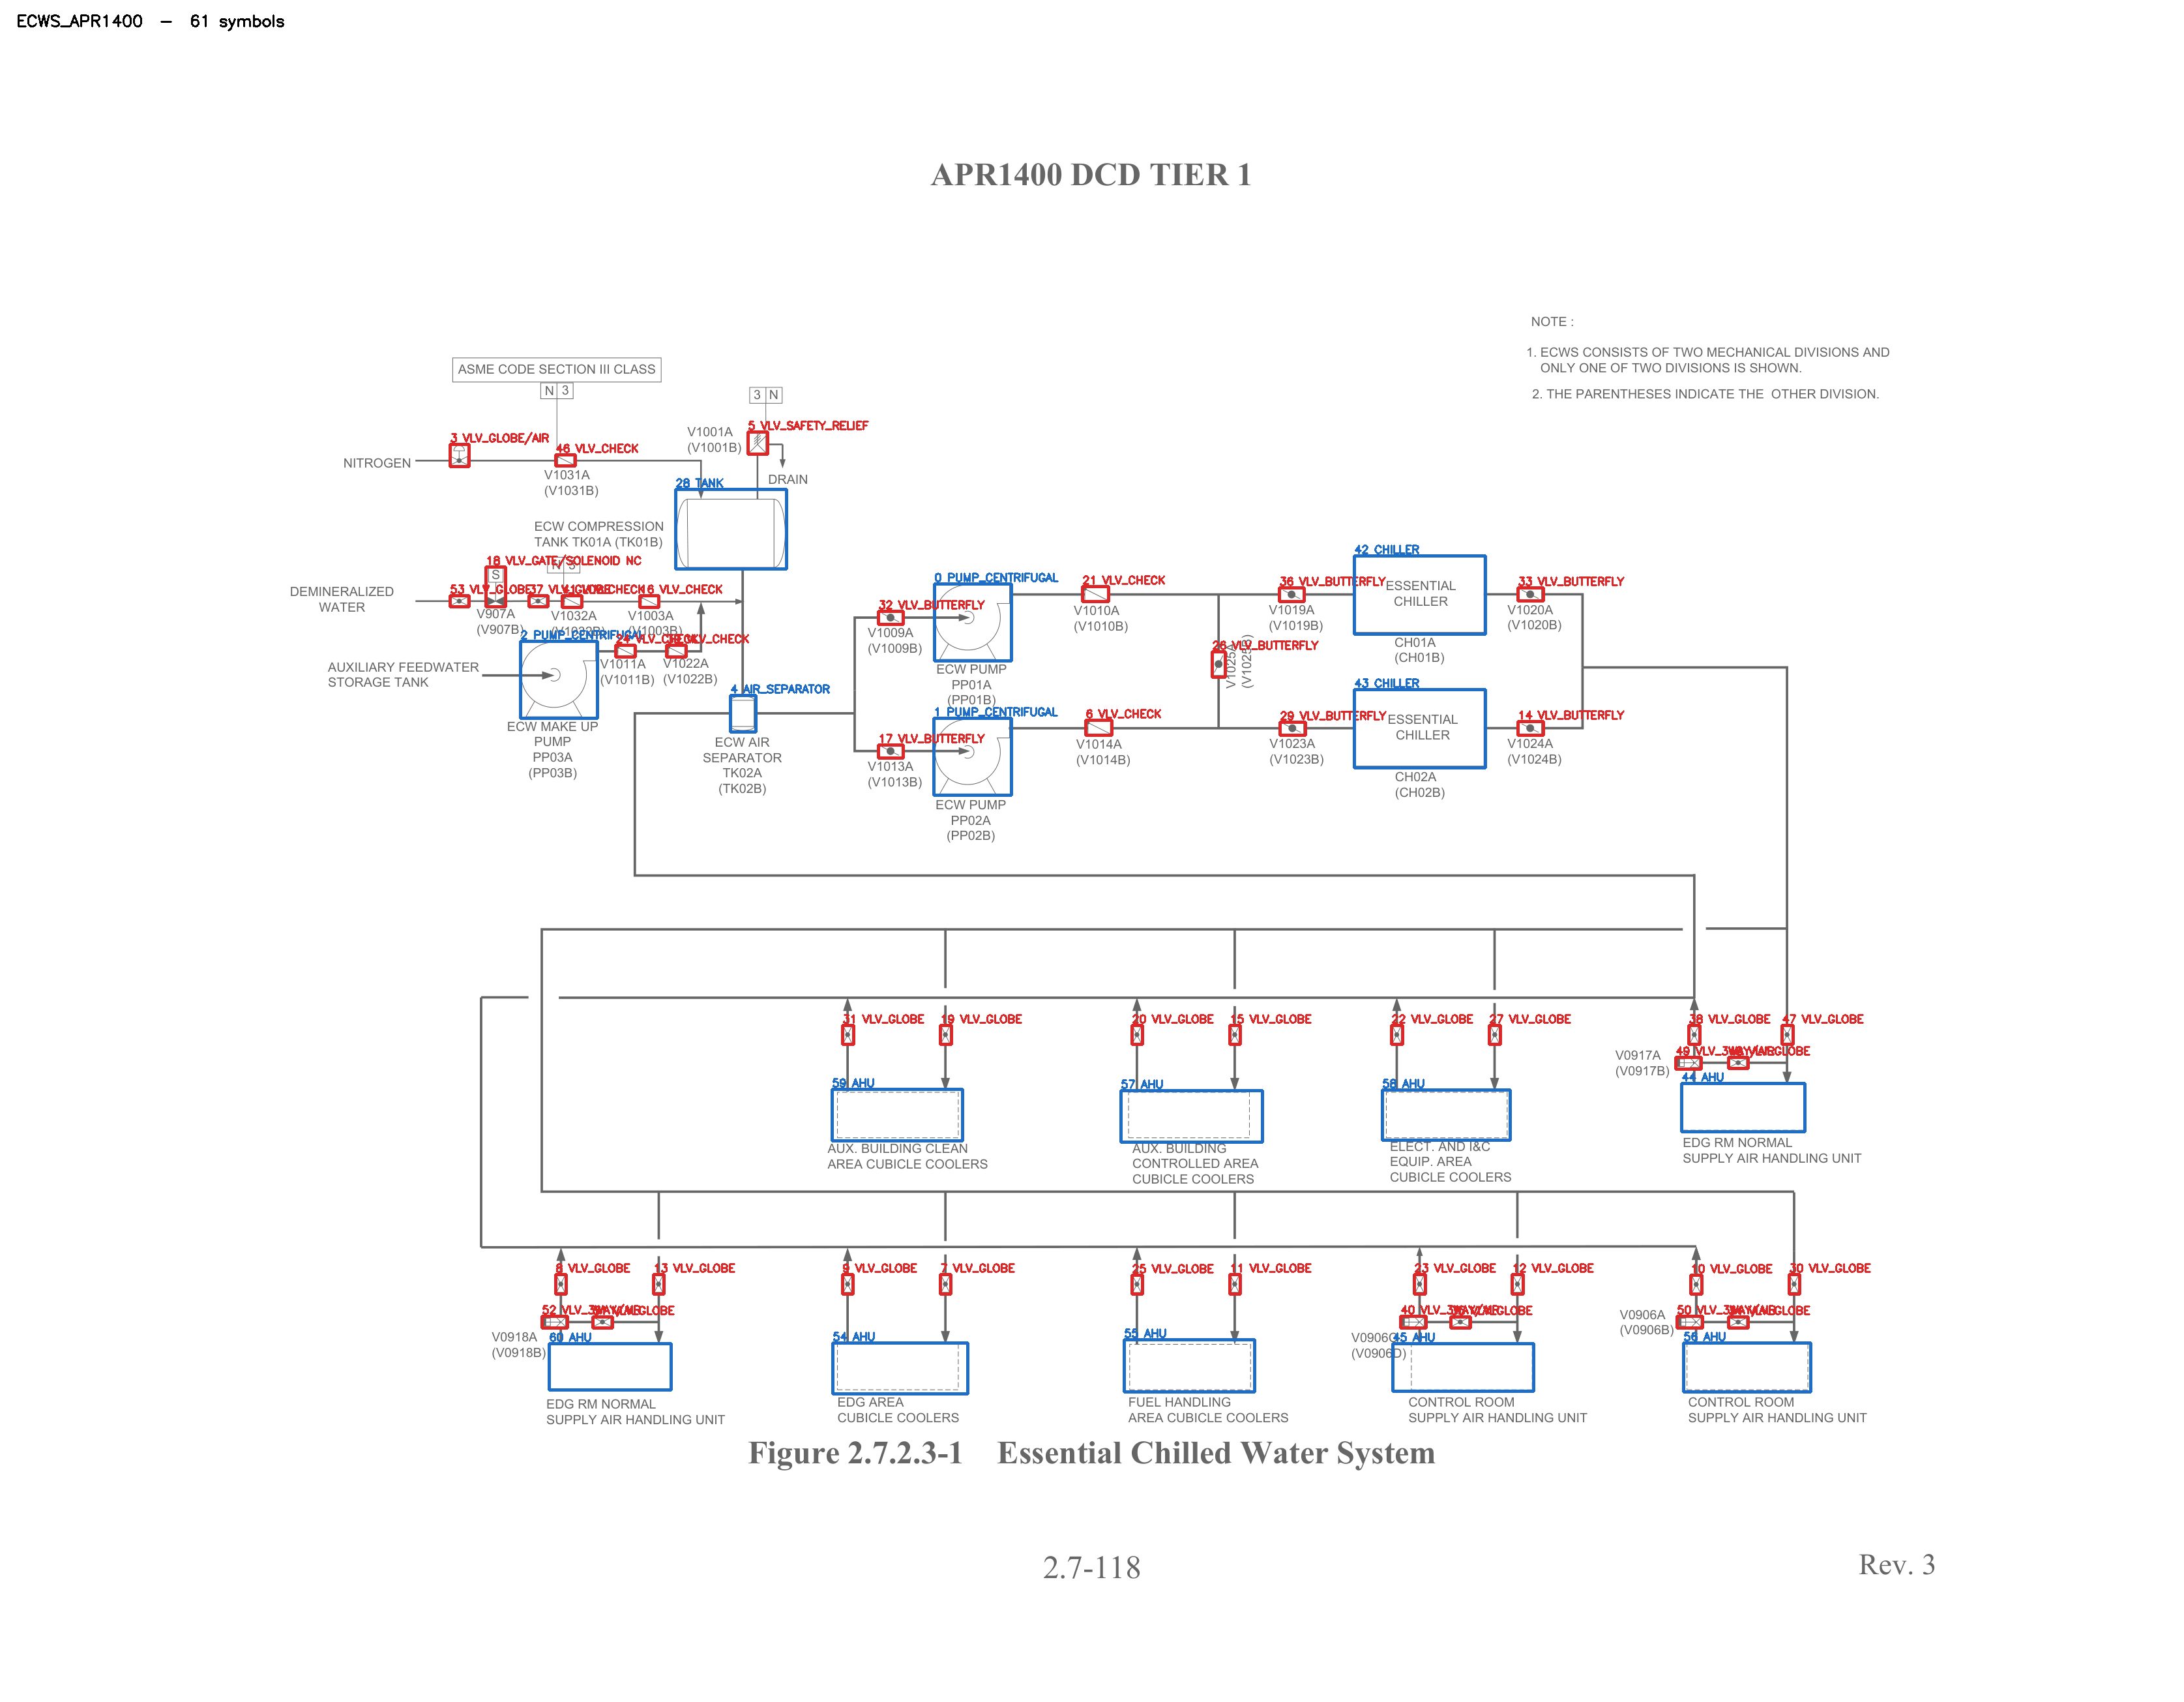 ECWS_APR1400 – 61 symbols
APR1400 DCD TIER 1
NOTE :
1. ECWS CONSISTS OF TWO MECHANICAL DIVISIONS AND
ONLY ONE OF TWO DIVISIONS IS SHOWN.
2. THE PARENTHESES INDICATE THE OTHER DIVISION.
ASME CODE SECTION III CLASS
N 3
3 N
3 VLV_GLOBE/AIR
46 VLV_CHECK
NITROGEN
V1031A
(V1031B)
V1001A
(V1001B)
5 VLV_SAFETY_RELIEF
DRAIN
28 TANK
ECW COMPRESSION
TANK TK01A (TK01B)
18 VLV_GATE/SOLENOID NC
S
DEMINERALIZED
WATER
53 VLV_GLOBE
37 VLV_GLOBE
16 VLV_CHECK
V907A
(V907B)
V1032A
V1003A
(V1003B)
2 PUMP_CENTRIFUGAL
VLV_CHECK
V1011A
(V1011B)
V1022A
(V1022B)
AUXILIARY FEEDWATER
STORAGE TANK
ECW MAKE UP
PUMP
PP03A
(PP03B)
4 AIR_SEPARATOR
ECW AIR
SEPARATOR
TK02A
(TK02B)
0 PUMP_CENTRIFUGAL
32 VLV_BUTTERFLY
V1009A
(V1009B)
ECW PUMP
PP01A
(PP01B)
1 PUMP_CENTRIFUGAL
17 VLV_BUTTERFLY
V1013A
(V1013B)
ECW PUMP
PP02A
(PP02B)
21 VLV_CHECK
V1010A
(V1010B)
6 VLV_CHECK
V1014A
(V1014B)
26 VLV_BUTTERFLY
(V1025B)
36 VLV_BUTTERFLY
V1019A
(V1019B)
29 VLV_BUTTERFLY
V1023A
(V1023B)
42 CHILLER
ESSENTIAL
CHILLER
CH01A
(CH01B)
43 CHILLER
ESSENTIAL
CHILLER
CH02A
(CH02B)
33 VLV_BUTTERFLY
V1020A
(V1020B)
14 VLV_BUTTERFLY
V1024A
(V1024B)
31 VLV_GLOBE
19 VLV_GLOBE
20 VLV_GLOBE
15 VLV_GLOBE
22 VLV_GLOBE
27 VLV_GLOBE
38 VLV_GLOBE
47 VLV_GLOBE
V0917A
(V0917B)
59 AHU
57 AHU
58 AHU
44 AHU
AUX. BUILDING CLEAN
AREA CUBICLE COOLERS
AUX. BUILDING
CONTROLLED AREA
CUBICLE COOLERS
ELECT. AND I&C
EQUIP. AREA
CUBICLE COOLERS
EDG RM NORMAL
SUPPLY AIR HANDLING UNIT
8 VLV_GLOBE
13 VLV_GLOBE
9 VLV_GLOBE
7 VLV_GLOBE
25 VLV_GLOBE
11 VLV_GLOBE
23 VLV_GLOBE
12 VLV_GLOBE
10 VLV_GLOBE
30 VLV_GLOBE
V0918A
(V0918B)
V0906A
(V0906B)
60 AHU
54 AHU
55 AHU
45 AHU
56 AHU
EDG RM NORMAL
SUPPLY AIR HANDLING UNIT
EDG AREA
CUBICLE COOLERS
FUEL HANDLING
AREA CUBICLE COOLERS
CONTROL ROOM
SUPPLY AIR HANDLING UNIT
CONTROL ROOM
SUPPLY AIR HANDLING UNIT
Figure 2.7.2.3-1 Essential Chilled Water System
2.7-118
Rev. 3